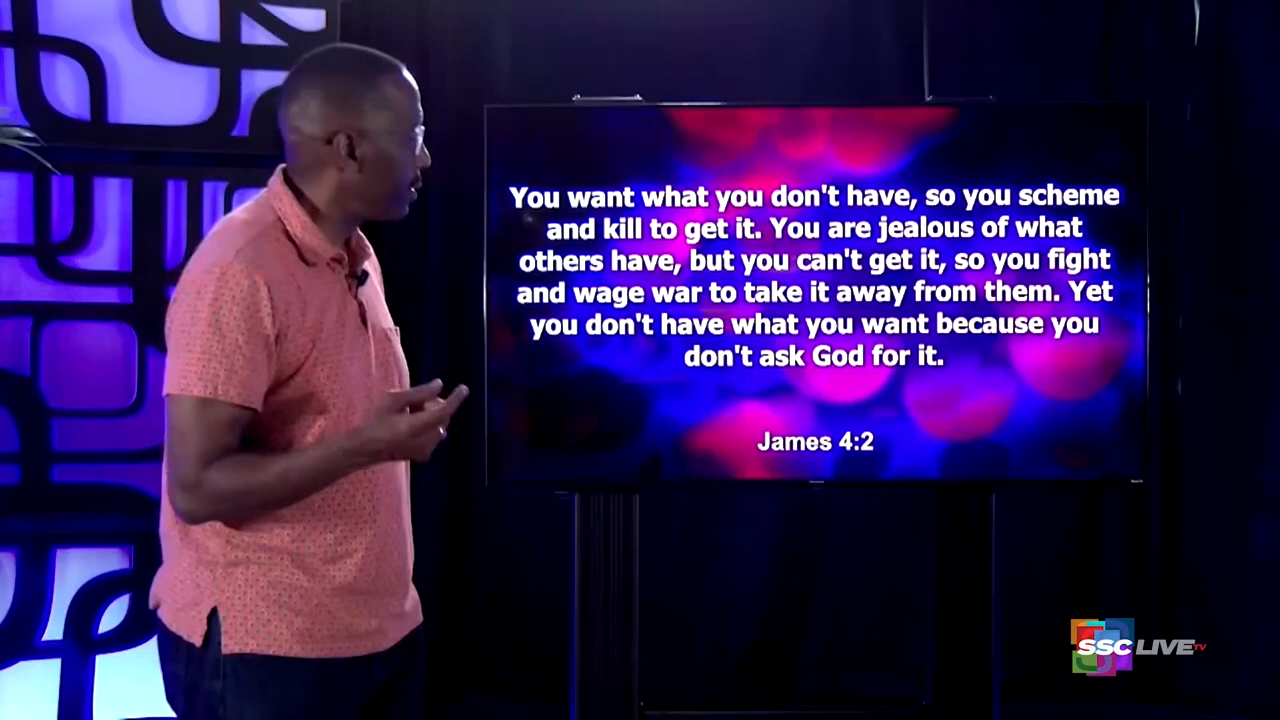 You want what you don't have, so you scheme
and kill to get it. You are jealous of what
others have, but you can't get it, so you fight
and wage war to take it away from them. Yet
you don't have what you want because you
don't ask God for it.
James 4:2
SSC LIVE TV